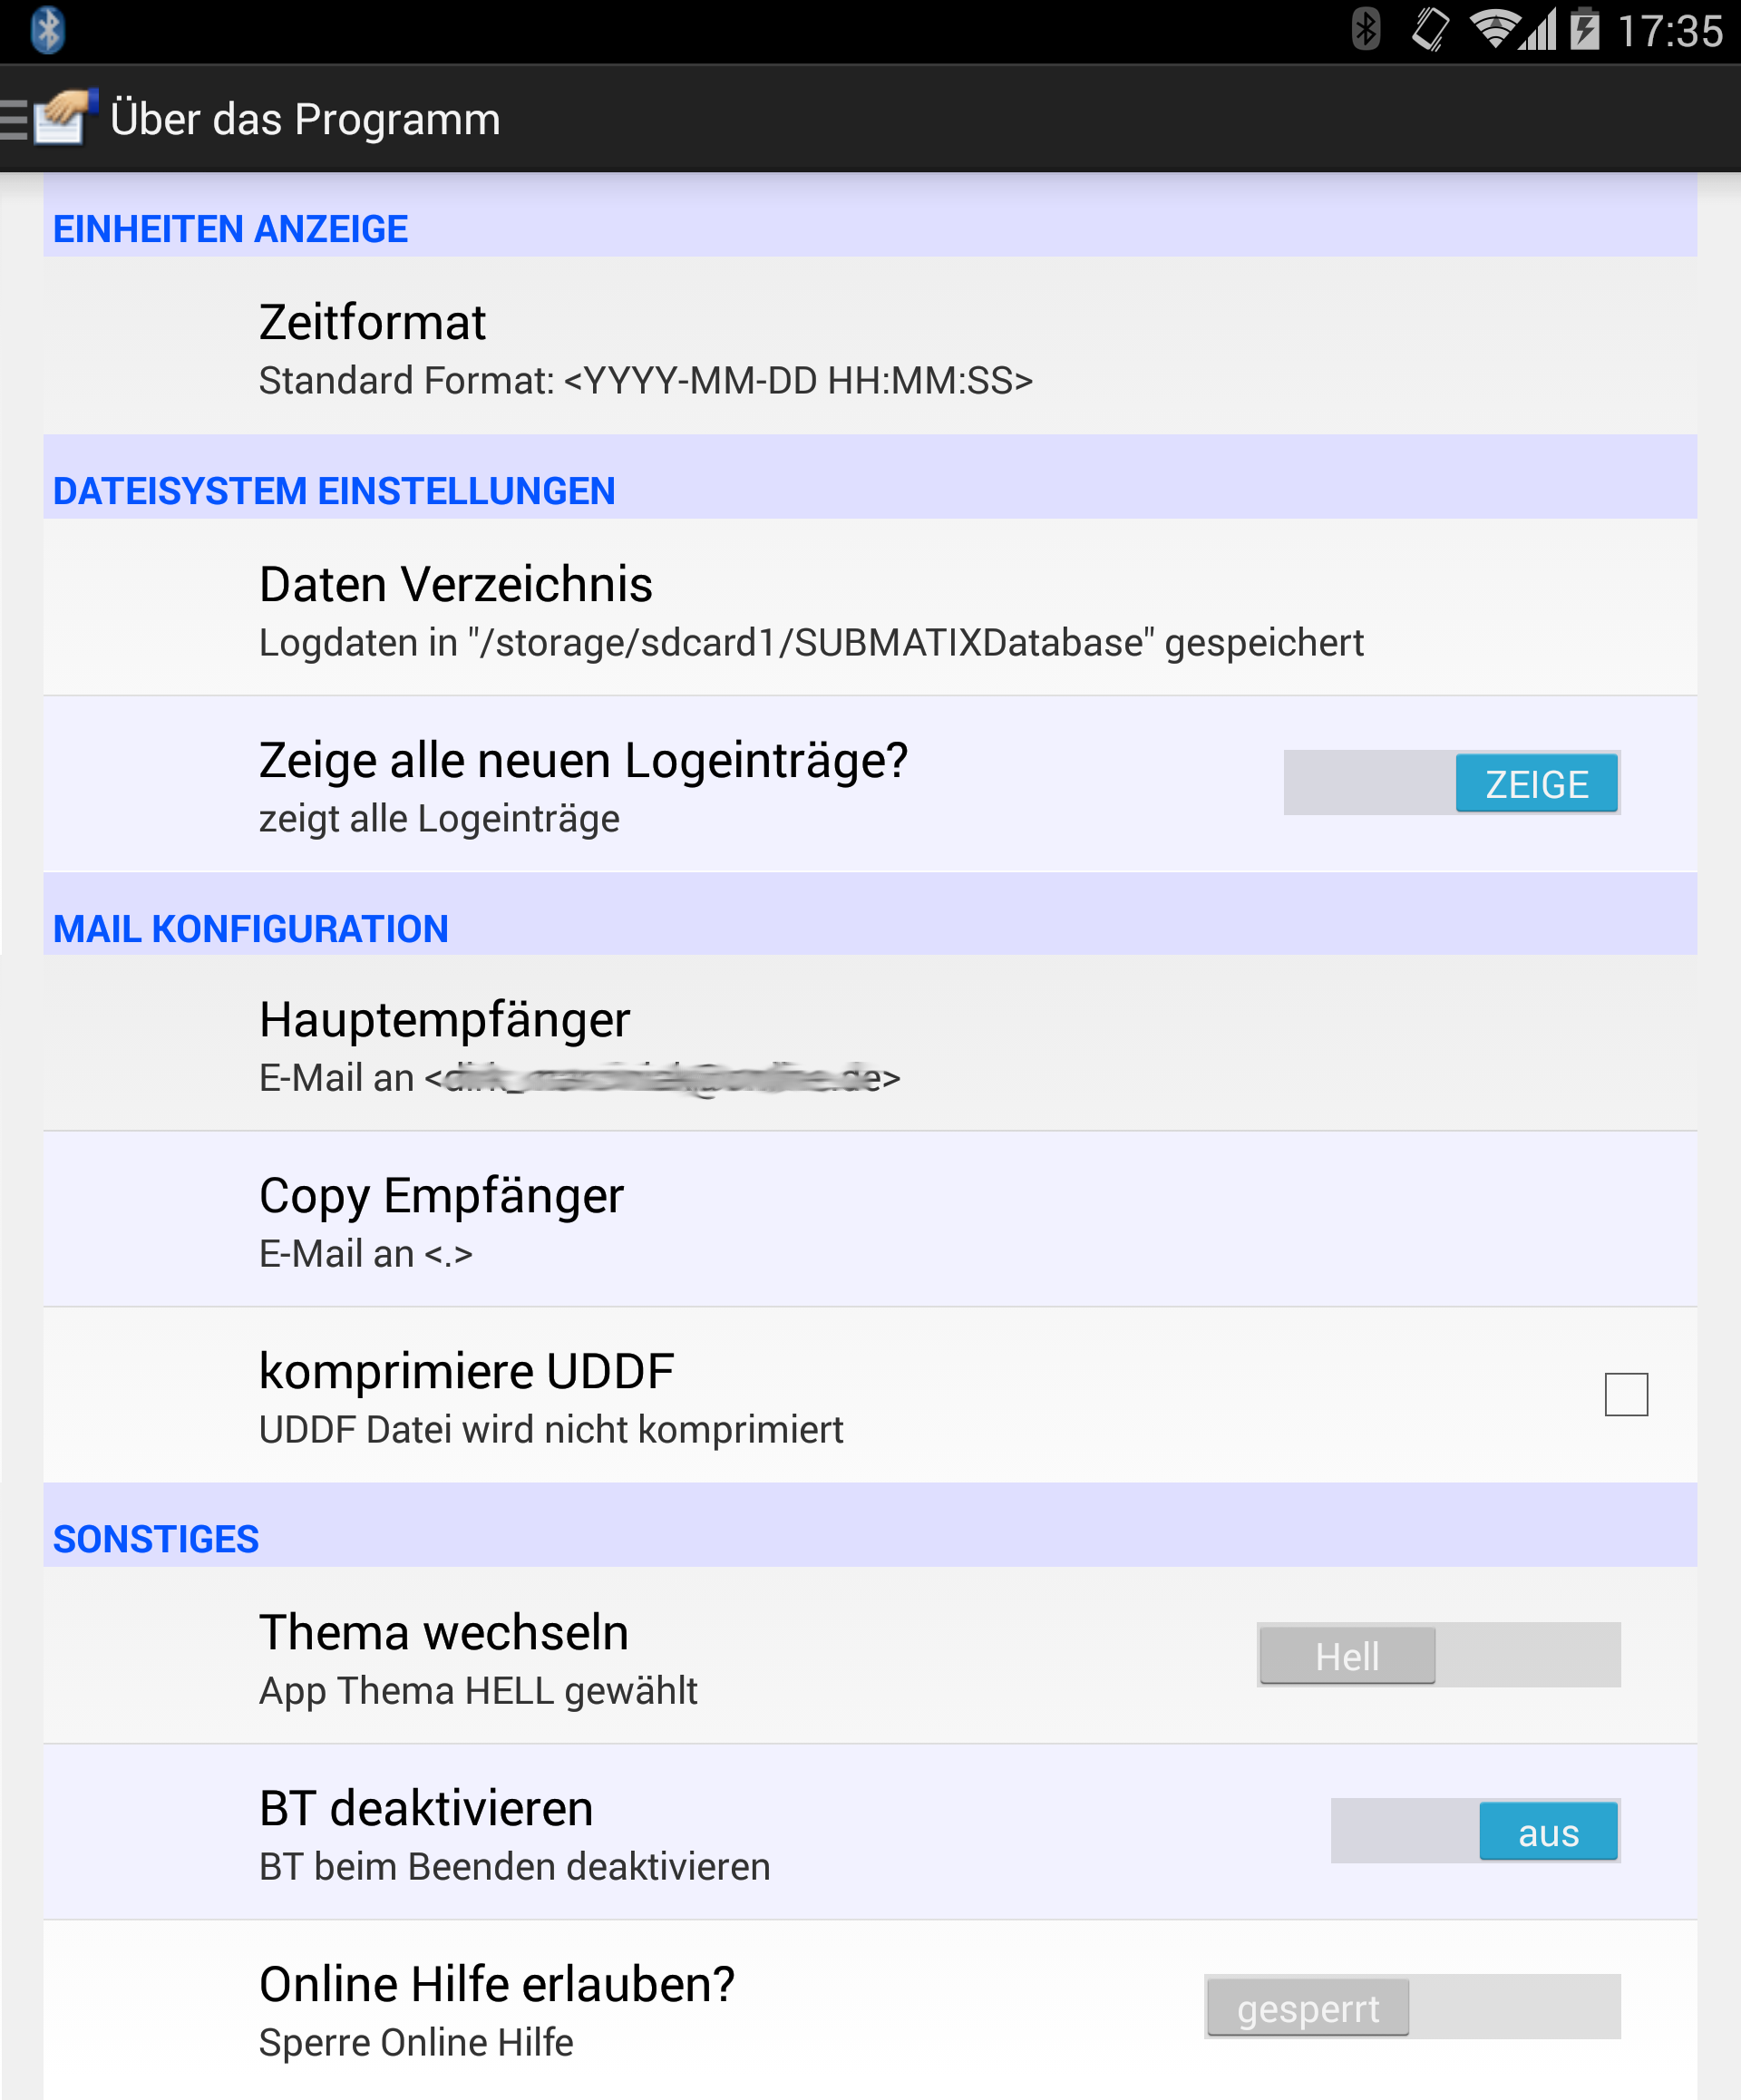 17:35
Über das Programm
EINHEITEN ANZEIGE
Zeitformat
Standard Format: <YYYY-MM-DD HH:MM:SS>
DATEISYSTEM EINSTELLUNGEN
Daten Verzeichnis
Logdaten in "/storage/sdcard1/SUBMATIXDatabase" gespeichert
Zeige alle neuen Logeinträge?
ZEIGE
zeigt alle Logeinträge
MAIL KONFIGURATION
Hauptempfänger
E-Mail an
Copy Empfänger
E-Mail an <.>
komprimiere UDDF
UDDF Datei wird nicht komprimiert
SONSTIGES
Thema wechseln
Hell
App Thema HELL gewählt
BT deaktivieren
aus
BT beim Beenden deaktivieren
Online Hilfe erlauben?
gesperrt
Sperre Online Hilfe